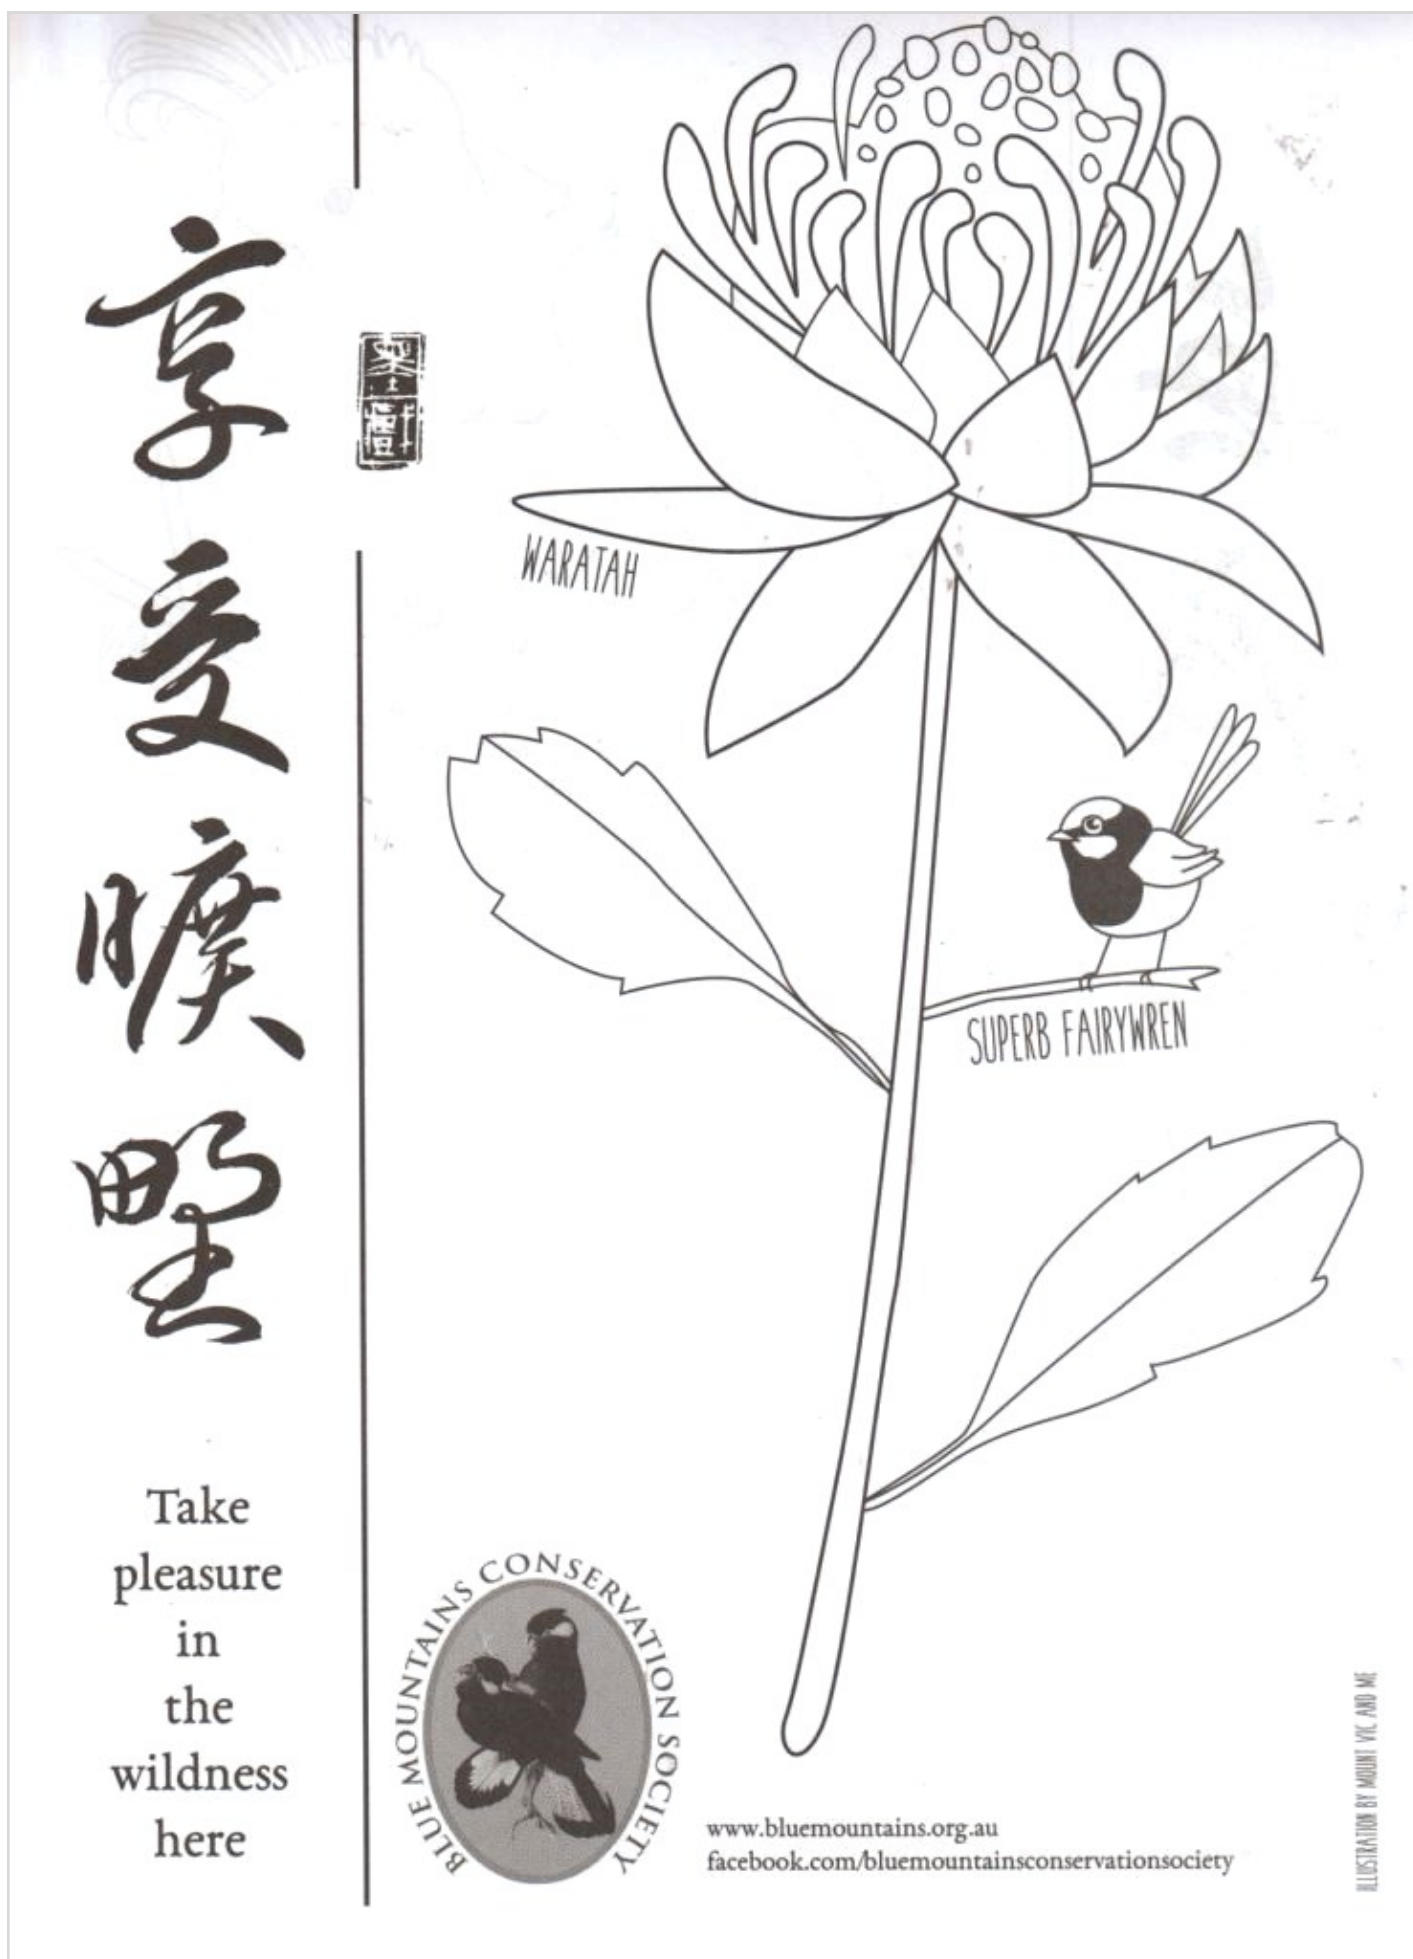 享
受
曠
野
Take
pleasure
in
the
wildness
here
WARATAH
SUPERB FAIRYWREN
BLUE MOUNTAINS CONSERVATION SOCIETY
www.bluemountains.org.au
facebook.com/bluemountainsconservationsociety
ILLUSTRATION BY MOUNT VIC AND ME